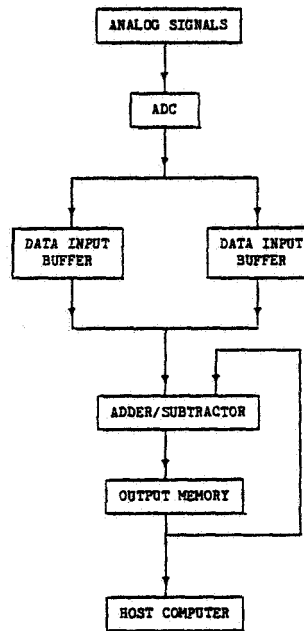 ANALOG SIGNALS
ADC
DATA INPUT
BUFFER
DATA INPUT
BUFFER
ADDER/SUBTRACTOR
OUTPUT MEMORY
HOST COMPUTER